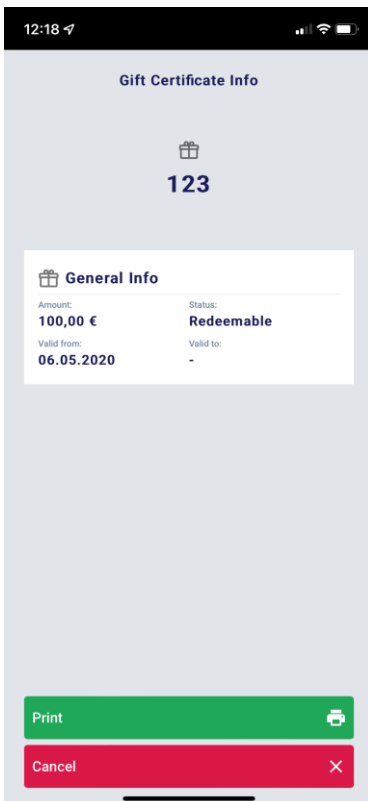 12:18
Gift Certificate Info
123
General Info
Amount: Status:
100,00 € Redeemable
Valid from: Valid to:
06.05.2020 -
Print
Cancel